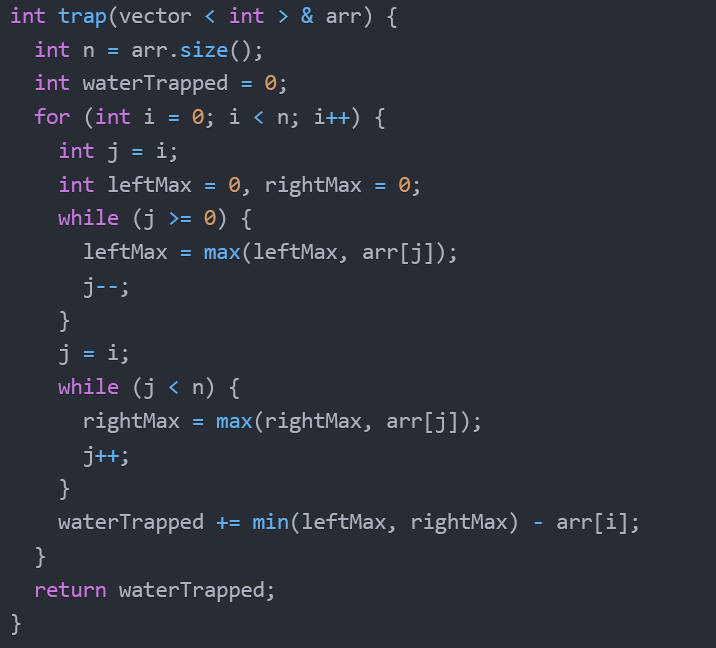 int trap(vector < int > & arr) {
  int n = arr.size();
  int waterTrapped = 0;
  for (int i = 0; i < n; i++) {
    int j = i;
    int leftMax = 0, rightMax = 0;
    while (j >= 0) {
      leftMax = max(leftMax, arr[j]);
      j--;
    }
    j = i;
    while (j < n) {
      rightMax = max(rightMax, arr[j]);
      j++;
    }
    waterTrapped += min(leftMax, rightMax) - arr[i];
  }
  return waterTrapped;
}